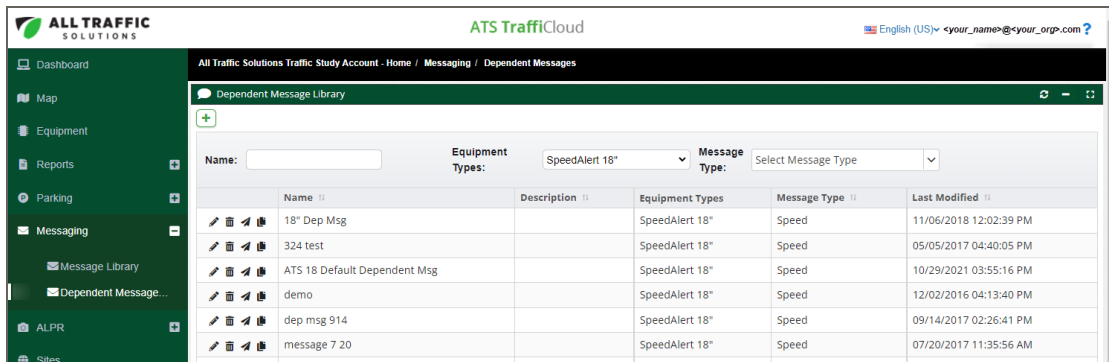 ALL TRAFFIC
SOLUTIONS
ATS TraffiCloud
English (US) <your_name>@<your_org>.com ?
Dashboard
Map
Equipment
Reports
Parking
Messaging
Message Library
Dependent Message...
ALPR
Sites
All Traffic Solutions Traffic Study Account - Home / Messaging / Dependent Messages
Dependent Message Library
Name:
Equipment
Types:
SpeedAlert 18"
Message
Type:
Select Message Type
Name Description Equipment Types Message Type Last Modified
18" Dep Msg SpeedAlert 18" Speed 11/06/2018 12:02:39 PM
324 test SpeedAlert 18" Speed 05/05/2017 04:40:05 PM
ATS 18 Default Dependent Msg SpeedAlert 18" Speed 10/29/2021 03:55:16 PM
demo SpeedAlert 18" Speed 12/02/2016 04:13:40 PM
dep msg 914 SpeedAlert 18" Speed 09/14/2017 02:26:41 PM
message 7 20 SpeedAlert 18" Speed 07/20/2017 11:35:56 AM